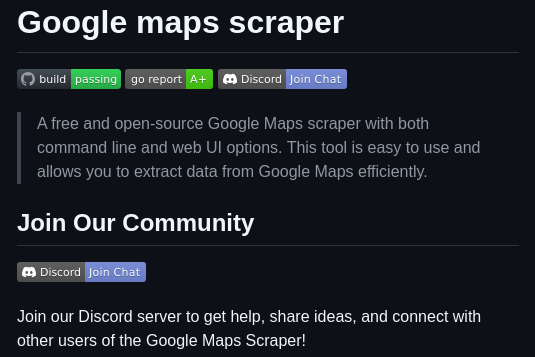 Google maps scraper
build passing go report A+ Discord Join Chat
A free and open-source Google Maps scraper with both
command line and web UI options. This tool is easy to use and
allows you to extract data from Google Maps efficiently.
Join Our Community
Discord Join Chat
Join our Discord server to get help, share ideas, and connect with
other users of the Google Maps Scraper!